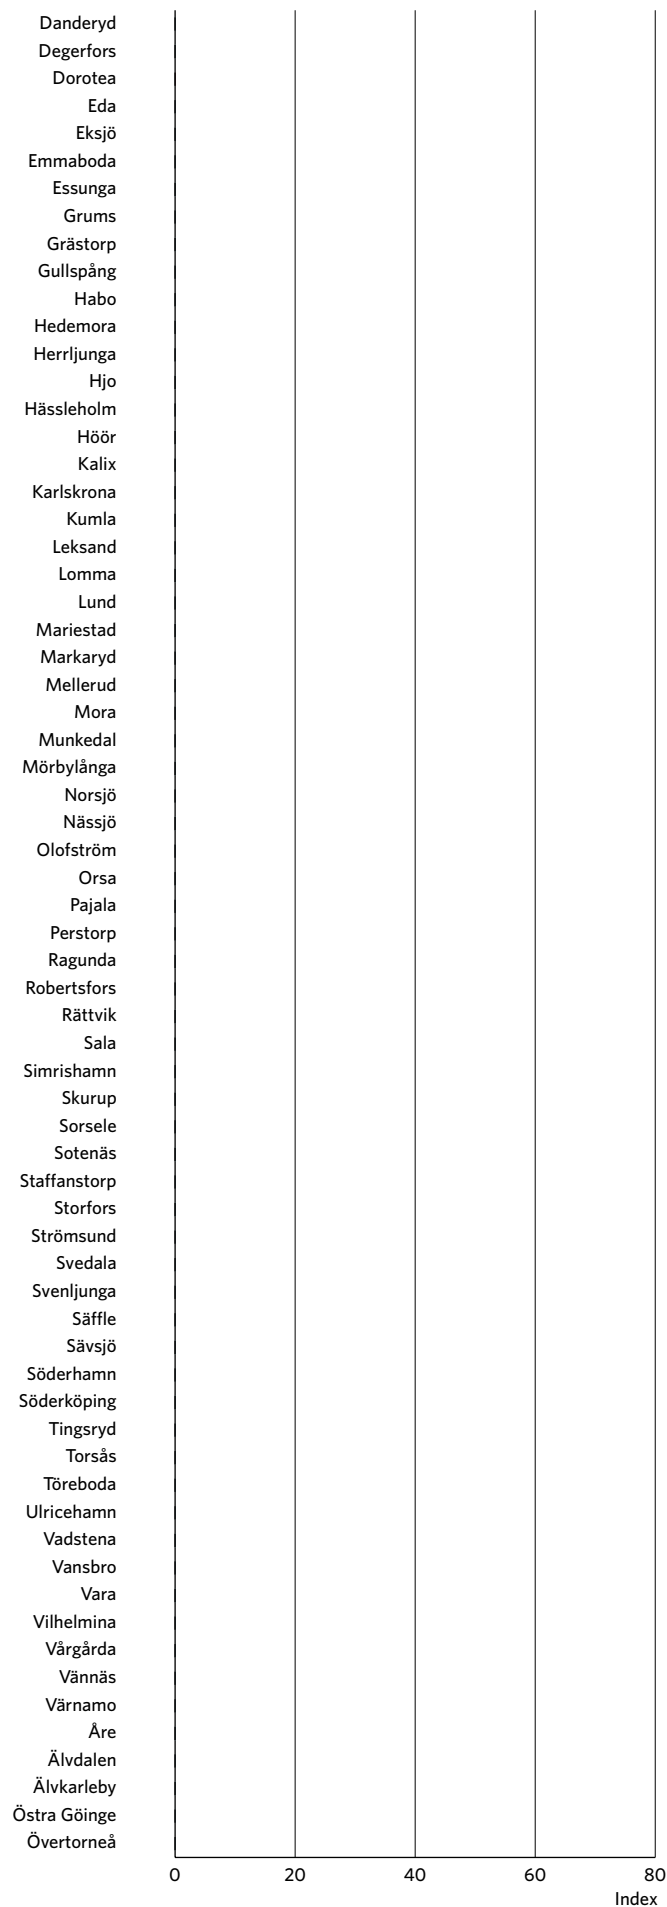 Danderyd
Degerfors
Dorotea
Eda
Eksjö
Emmaboda
Essunga
Grums
Grästorp
Gullspång
Habo
Hedemora
Herrljunga
Hjo
Hässleholm
Höör
Kalix
Karlskrona
Kumla
Leksand
Lomma
Lund
Mariestad
Markaryd
Mellerud
Mora
Munkedal
Mörbylånga
Norsjö
Nässjö
Olofström
Orsa
Pajala
Perstorp
Ragunda
Robertsfors
Rättvik
Sala
Simrishamn
Skurup
Sorsele
Sotenäs
Staffanstorp
Storfors
Strömsund
Svedala
Svenljunga
Säffle
Sävsjö
Söderhamn
Söderköping
Tingsryd
Torsås
Töreboda
Ulricehamn
Vadstena
Vansbro
Vara
Vilhelmina
Vårgårda
Vännäs
Värnamo
Åre
Älvdalen
Älvkarleby
Östra Göinge
Övertorneå
0 20 40 60 80
Index